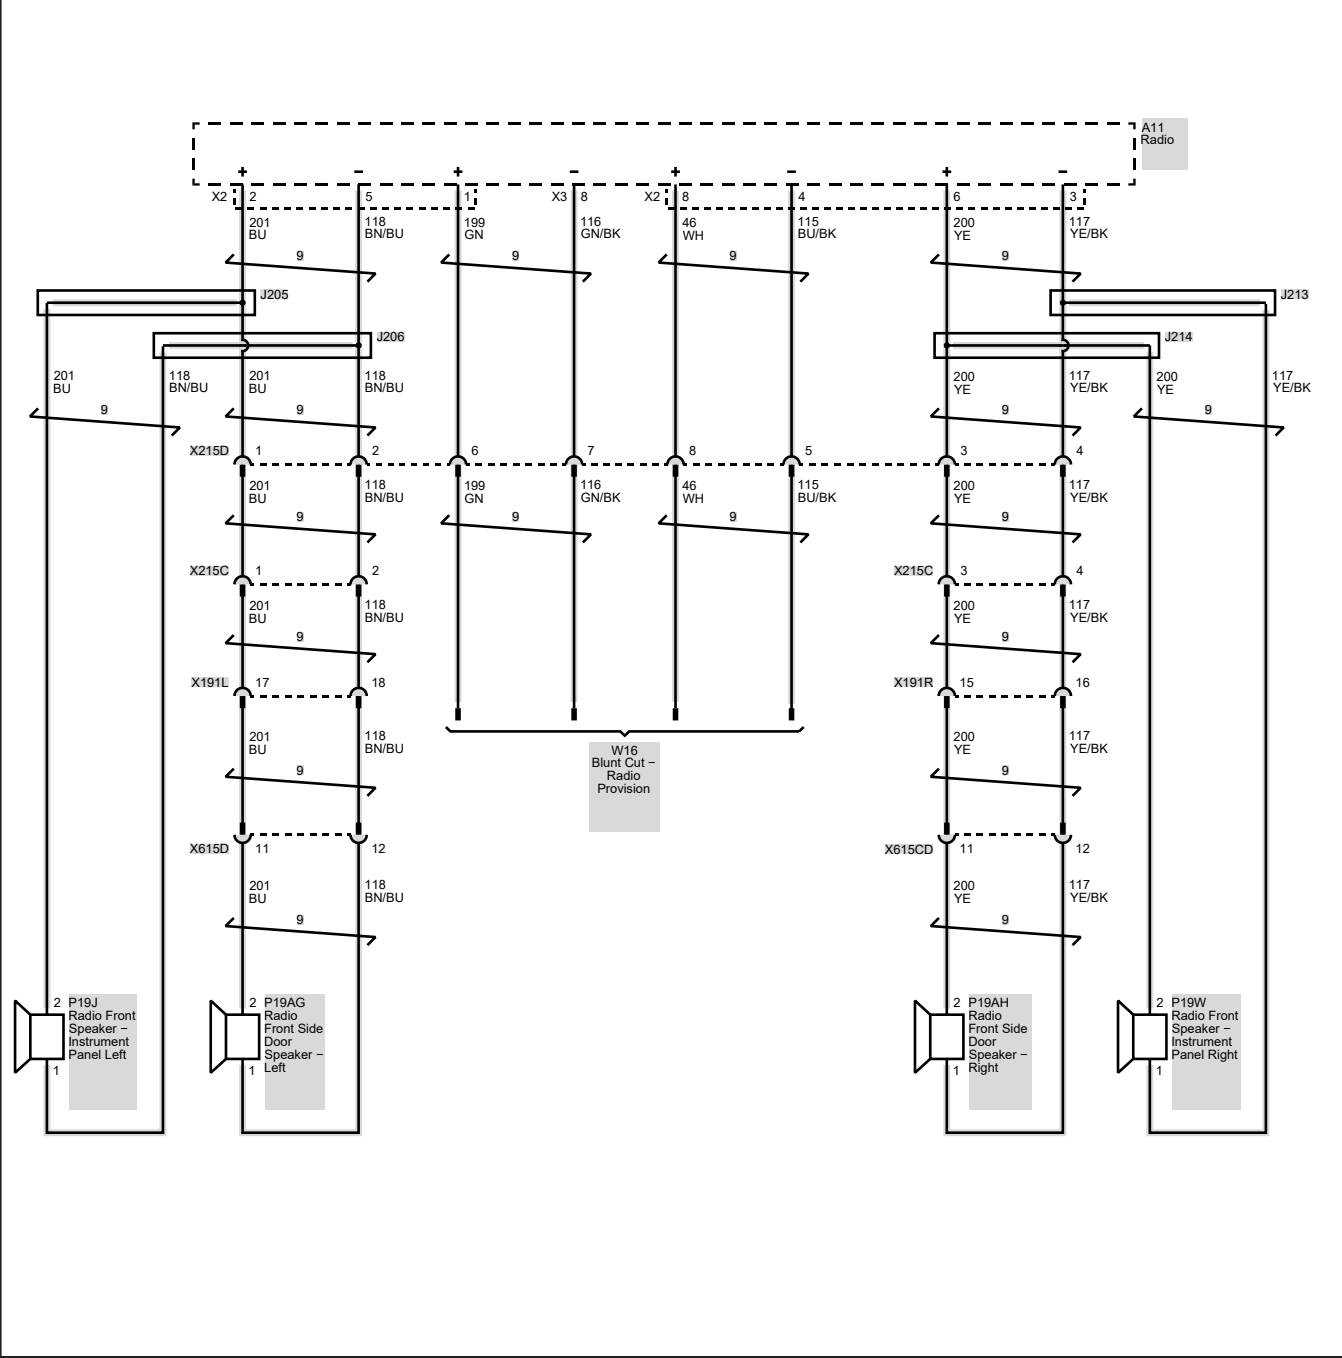 A11
Radio
+ − + − + − + −
X2 2 5 1 X3 8 X2 8 4 6 3
201 118 199 116 46 115 200 117
BU BN/BU GN GN/BK WH BU/BK YE YE/BK
9 9 9 9
J205 J213
J206 J214
201 118 201 118 200 117 200 117
BU BN/BU BU BN/BU YE YE/BK YE YE/BK
9 9 9 9
X215D 1 2 6 7 8 5 3 4
201 118 199 116 46 115 200 117
BU BN/BU GN GN/BK WH BU/BK YE YE/BK
9 9 9 9
X215C 1 2 X215C 3 4
201 118 200 117
BU BN/BU YE YE/BK
9 9
X191L 17 18 X191R 15 16
201 118 200 117
BU BN/BU YE YE/BK
W16
Blunt Cut −
Radio
Provision
9 9
X615D 11 12 X615CD 11 12
201 118 200 117
BU BN/BU YE YE/BK
9 9
2 P19J
Radio Front
Speaker −
Instrument
Panel Left
1
2 P19AG
Radio
Front Side
Door
Speaker −
Left
1
2 P19AH
Radio
Front Side
Door
Speaker −
Right
1
2 P19W
Radio Front
Speaker −
Instrument
Panel Right
1